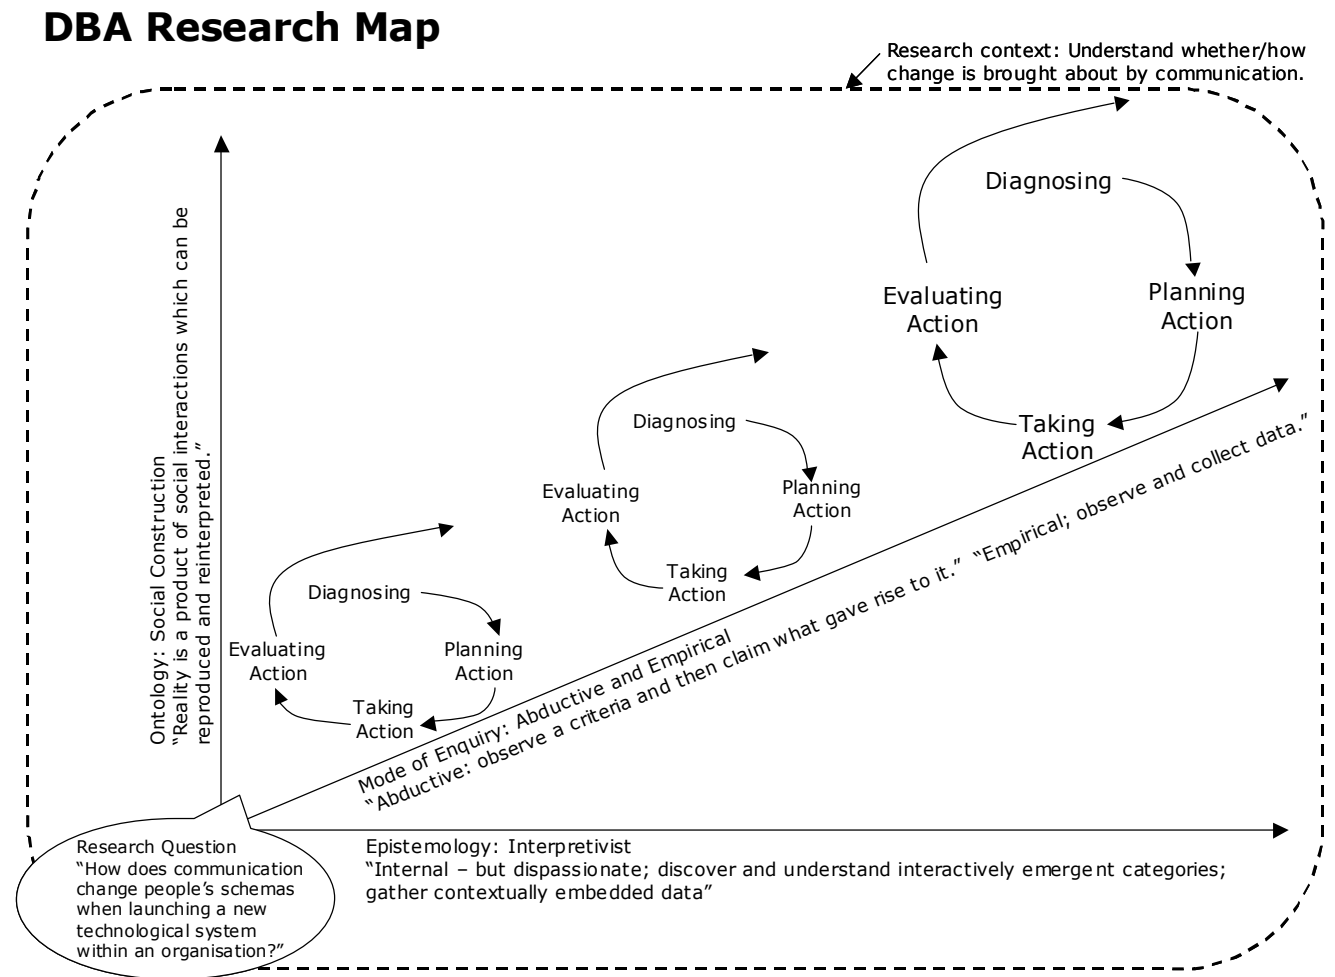 DBA Research Map
Research context: Understand whether/how
change is brought about by communication.
Diagnosing
Planning
Action
Taking
Action
Evaluating
Action
Diagnosing
Planning
Action
Taking
Action
Evaluating
Action
Diagnosing
Planning
Action
Taking
Action
Evaluating
Action
Ontology: Social Construction
“Reality is a product of social interactions which can be
reproduced and reinterpreted.”
Mode of Enquiry: Abductive and Empirical
“Abductive: observe a criteria and then claim what gave rise to it.” “Empirical; observe and collect data.”
Epistemology: Interpretivist
“Internal – but dispassionate; discover and understand interactively emergent categories;
gather contextually embedded data”
Research Question
“How does communication
change people’s schemas
when launching a new
technological system
within an organisation?”